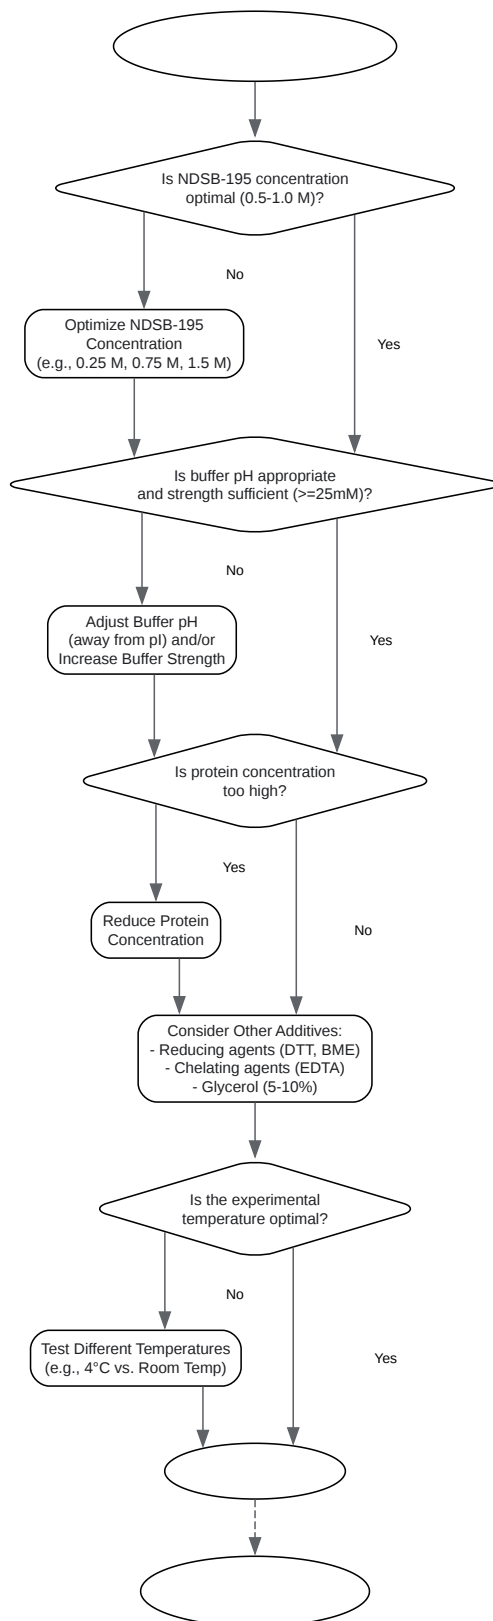 Is NDSB-195 concentration
optimal (0.5-1.0 M)?
No
Optimize NDSB-195
Concentration
(e.g., 0.25 M, 0.75 M, 1.5 M)
Yes
Is buffer pH appropriate
and strength sufficient (>=25mM)?
No
Adjust Buffer pH
(away from pI) and/or
Increase Buffer Strength
Yes
Is protein concentration
too high?
Yes
Reduce Protein
Concentration
No
Consider Other Additives:
- Reducing agents (DTT, BME)
- Chelating agents (EDTA)
- Glycerol (5-10%)
Is the experimental
temperature optimal?
No
Test Different Temperatures
(e.g., 4°C vs. Room Temp)
Yes